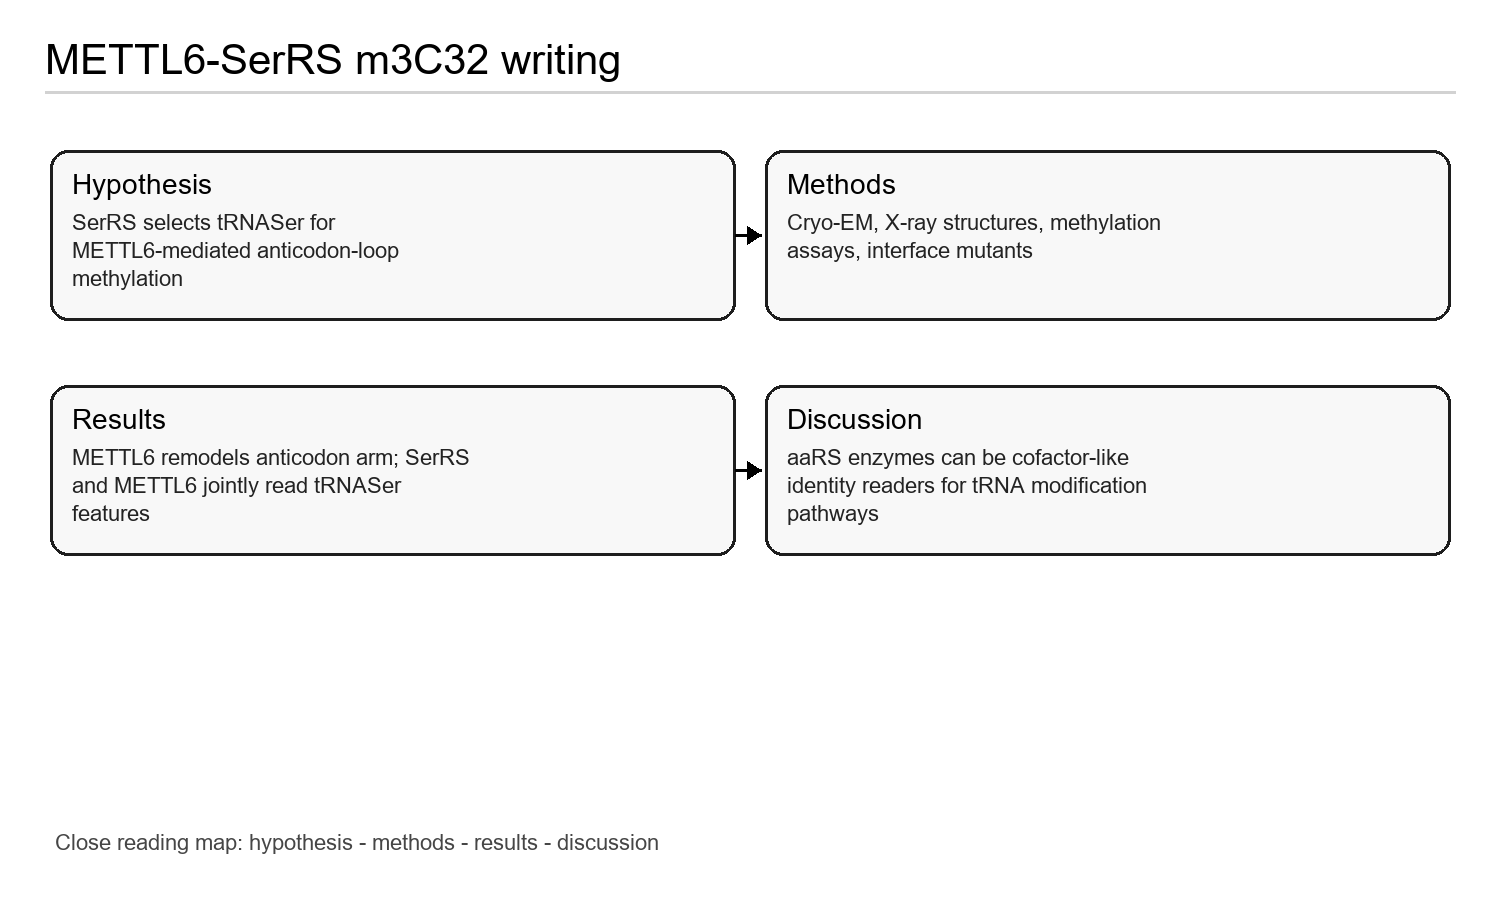 METTL6-SerRS m3C32 writing
Hypothesis
SerRS selects tRNASer for
METTL6-mediated anticodon-loop
methylation
Methods
Cryo-EM, X-ray structures, methylation
assays, interface mutants
Results
METTL6 remodels anticodon arm; SerRS
and METTL6 jointly read tRNASer
features
Discussion
aaRS enzymes can be cofactor-like
identity readers for tRNA modification
pathways
Close reading map: hypothesis - methods - results - discussion